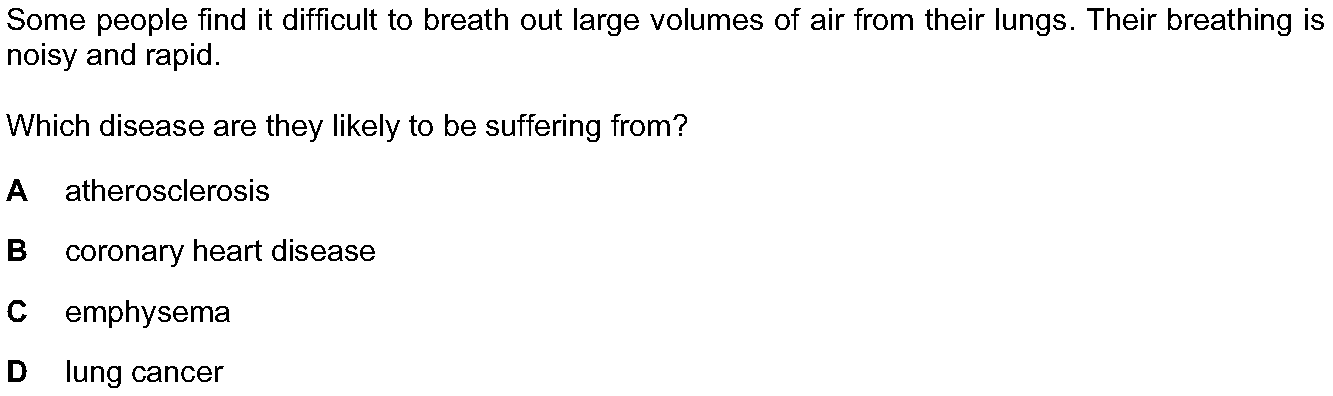 Some people find it difficult to breath out large volumes of air from their lungs. Their breathing is
noisy and rapid.
Which disease are they likely to be suffering from?
A atherosclerosis
B coronary heart disease
C emphysema
D lung cancer